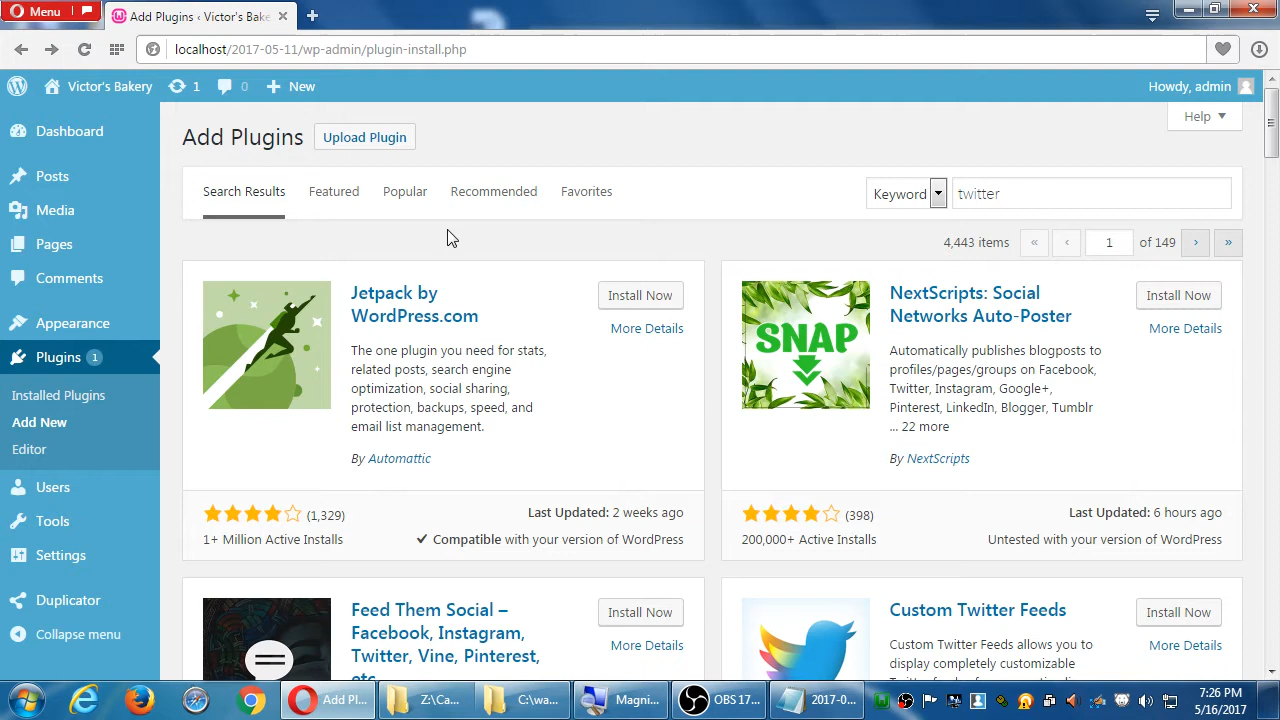 Menu
Add Plugins ‹ Victor's Bake
localhost/2017-05-11/wp-admin/plugin-install.php
Victor's Bakery 1 0 New
Howdy, admin
Dashboard
Posts
Media
Pages
Comments
Appearance
Plugins 1
Installed Plugins
Add New
Editor
Users
Tools
Settings
Duplicator
Collapse menu
Help
Add Plugins Upload Plugin
Search Results Featured Popular Recommended Favorites
Keyword twitter
4,443 items « ‹ 1 of 149 › »
Jetpack by
WordPress.com
Install Now
More Details
The one plugin you need for stats,
related posts, search engine
optimization, social sharing,
protection, backups, speed, and
email list management.
By Automattic
(1,329)
1+ Million Active Installs
Last Updated: 2 weeks ago
Compatible with your version of WordPress
SNAP
NextScripts: Social
Networks Auto-Poster
Install Now
More Details
Automatically publishes blogposts to
profiles/pages/groups on Facebook,
Twitter, Instagram, Google+,
Pinterest, LinkedIn, Blogger, Tumblr
... 22 more
By NextScripts
(398)
200,000+ Active Installs
Last Updated: 6 hours ago
Untested with your version of WordPress
Feed Them Social –
Facebook, Instagram,
Twitter, Vine, Pinterest,
etc
Install Now
More Details
Custom Twitter Feeds
Install Now
More Details
Custom Twitter Feeds allows you to
display completely customizable
Add Pl...
Z:\Ca...
C:\wa...
Magni...
OBS 17...
2017-0...
7:26 PM
5/16/2017